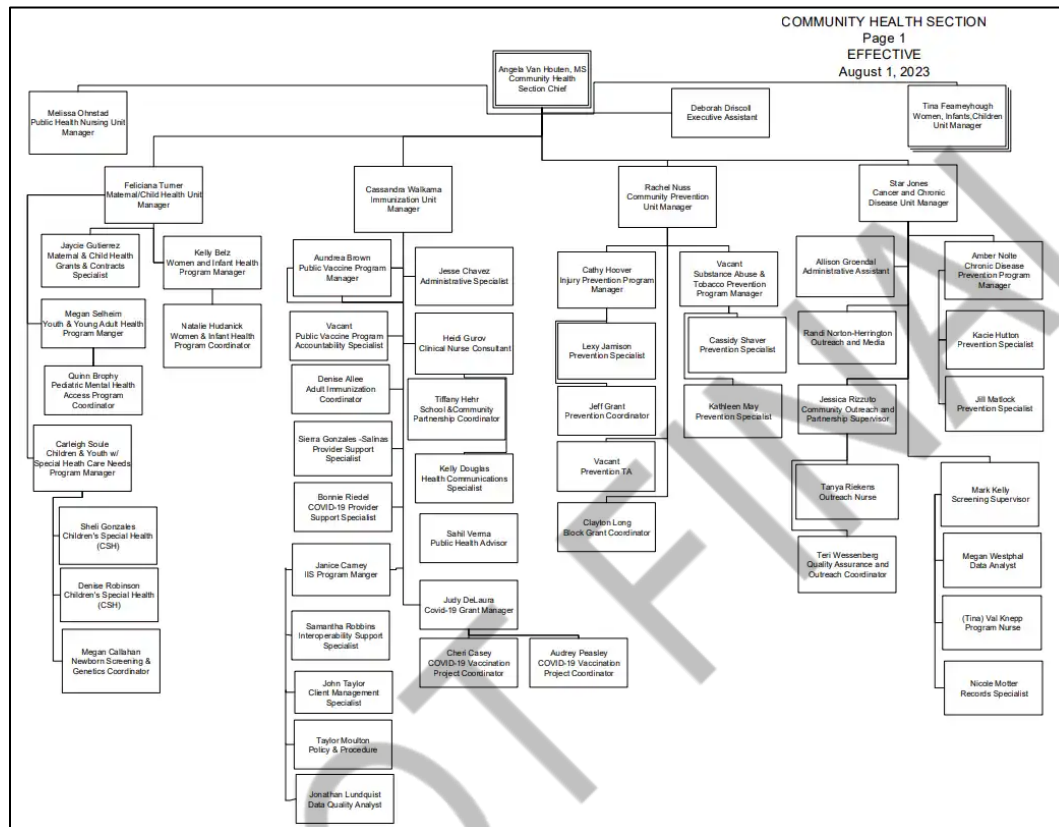 COMMUNITY HEALTH SECTION
Page 1
EFFECTIVE
August 1, 2023
Angela Van Houten, MS
Community Health
Section Chief
Melissa Ohnstad
Public Health Nursing Unit
Manager
Deborah Driscoll
Executive Assistant
Tina Fearneyhough
Women, Infants,Children
Unit Manager
Feliciana Turner
Maternal/Child Health Unit
Manager
Cassandra Walkama
Immunization Unit
Manager
Rachel Nuss
Community Prevention
Unit Manager
Star Jones
Cancer and Chronic
Disease Unit Manager
Jaycie Gutierrez
Maternal & Child Health
Grants & Contracts
Specialist
Kelly Belz
Women and Infant Health
Program Manager
Megan Selheim
Youth & Young Adult Health
Program Manger
Natalie Hudanick
Women & Infant Health
Program Coordinator
Quinn Brophy
Pediatric Mental Health
Access Program
Coordinator
Carleigh Soule
Children & Youth w/
Special Heath Care Needs
Program Manager
Sheli Gonzales
Children's Special Health
(CSH)
Denise Robinson
Children's Special Health
(CSH)
Megan Callahan
Newborn Screening &
Genetics Coordinator
Aundrea Brown
Public Vaccine Program
Manager
Jesse Chavez
Administrative Specialist
Vacant
Public Vaccine Program
Accountability Specialist
Heidi Gurov
Clinical Nurse Consultant
Denise Allee
Adult Immunization
Coordinator
Tiffany Hehr
School &Community
Partnership Coordinator
Sierra Gonzales -Salinas
Provider Support
Specialist
Kelly Douglas
Health Communications
Specialist
Bonnie Riedel
COVID-19 Provider
Support Specialist
Sahil Verma
Public Health Advisor
Janice Carney
IIS Program Manger
Judy DeLaura
Covid-19 Grant Manager
Samantha Robbins
Interoperability Support
Specialist
Cheri Casey
COVID-19 Vaccination
Project Coordinator
Audrey Peasley
COVID-19 Vaccination
Project Coordinator
John Taylor
Client Management
Specialist
Taylor Moulton
Policy & Procedure
Jonathan Lundquist
Data Quality Analyst
Cathy Hoover
Injury Prevention Program
Manager
Vacant
Substance Abuse &
Tobacco Prevention
Program Manager
Lexy Jamison
Prevention Specialist
Cassidy Shaver
Prevention Specialist
Jeff Grant
Prevention Coordinator
Kathleen May
Prevention Specialist
Vacant
Prevention TA
Clayton Long
Block Grant Coordinator
Allison Groendal
Administrative Assistant
Amber Nolte
Chronic Disease
Prevention Program Manager
Randi Norton-Herrington
Outreach and Media
Kacie Hutton
Prevention Specialist
Jessica Rizzuto
Community Outreach and
Partnership Supervisor
Jill Matlock
Prevention Specialist
Tanya Riekens
Outreach Nurse
Mark Kelly
Screening Supervisor
Teri Wessenberg
Quality Assurance and
Outreach Coordinator
Megan Westphal
Data Analyst
(Tina) Val Knepp
Program Nurse
Nicole Motter
Records Specialist
OT FINAL